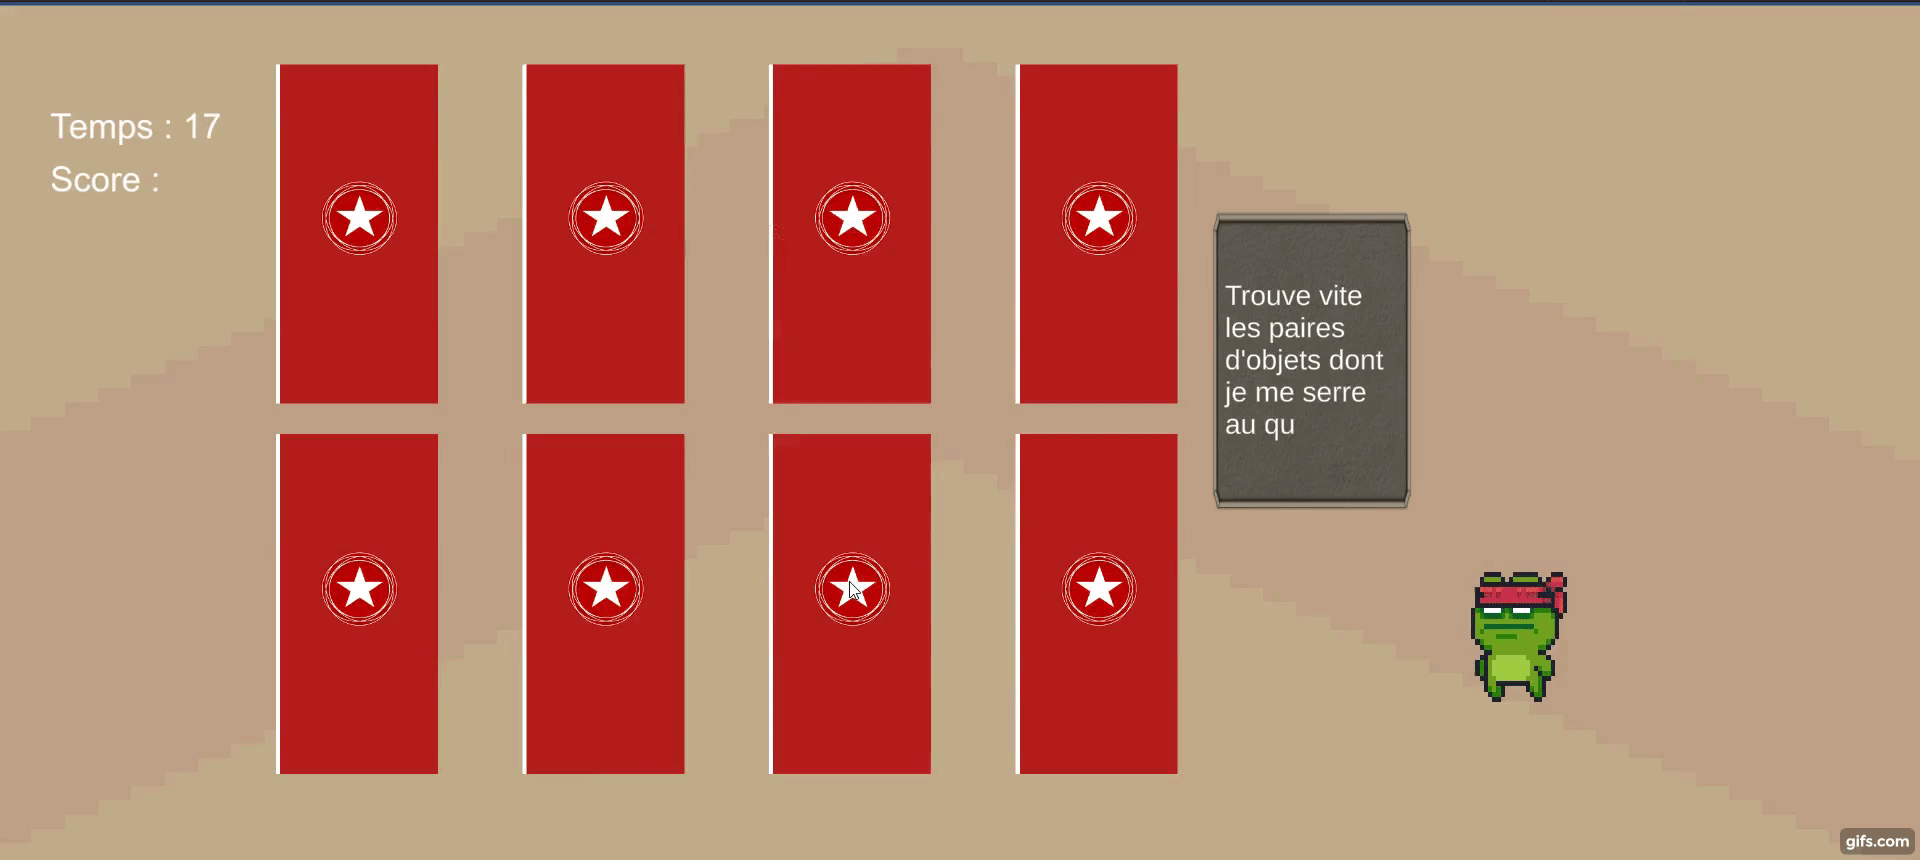 Temps : 17
Score :
Trouve vite
les paires
d'objets dont
je me serre
au qu
gifs.com